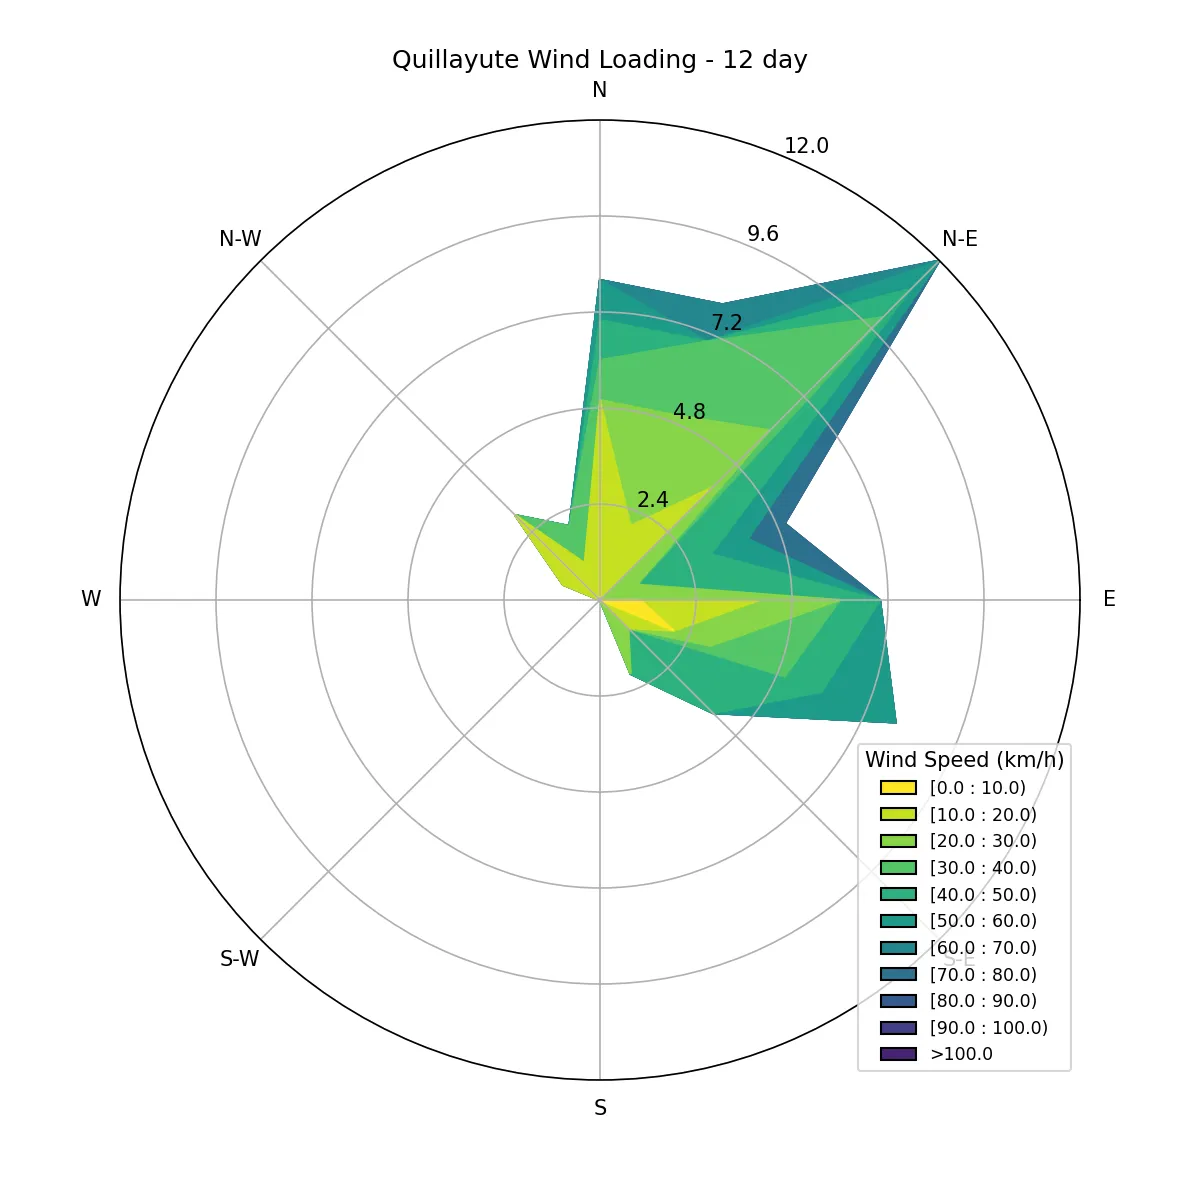 Quillayute Wind Loading - 12 day
N
12.0
9.6
N-W
N-E
7.2
4.8
2.4
W
E
Wind Speed (km/h)
[0.0 : 10.0)
[10.0 : 20.0)
[20.0 : 30.0)
[30.0 : 40.0)
[40.0 : 50.0)
[50.0 : 60.0)
[60.0 : 70.0)
[70.0 : 80.0)
[80.0 : 90.0)
[90.0 : 100.0)
>100.0
S-W
S-E
S